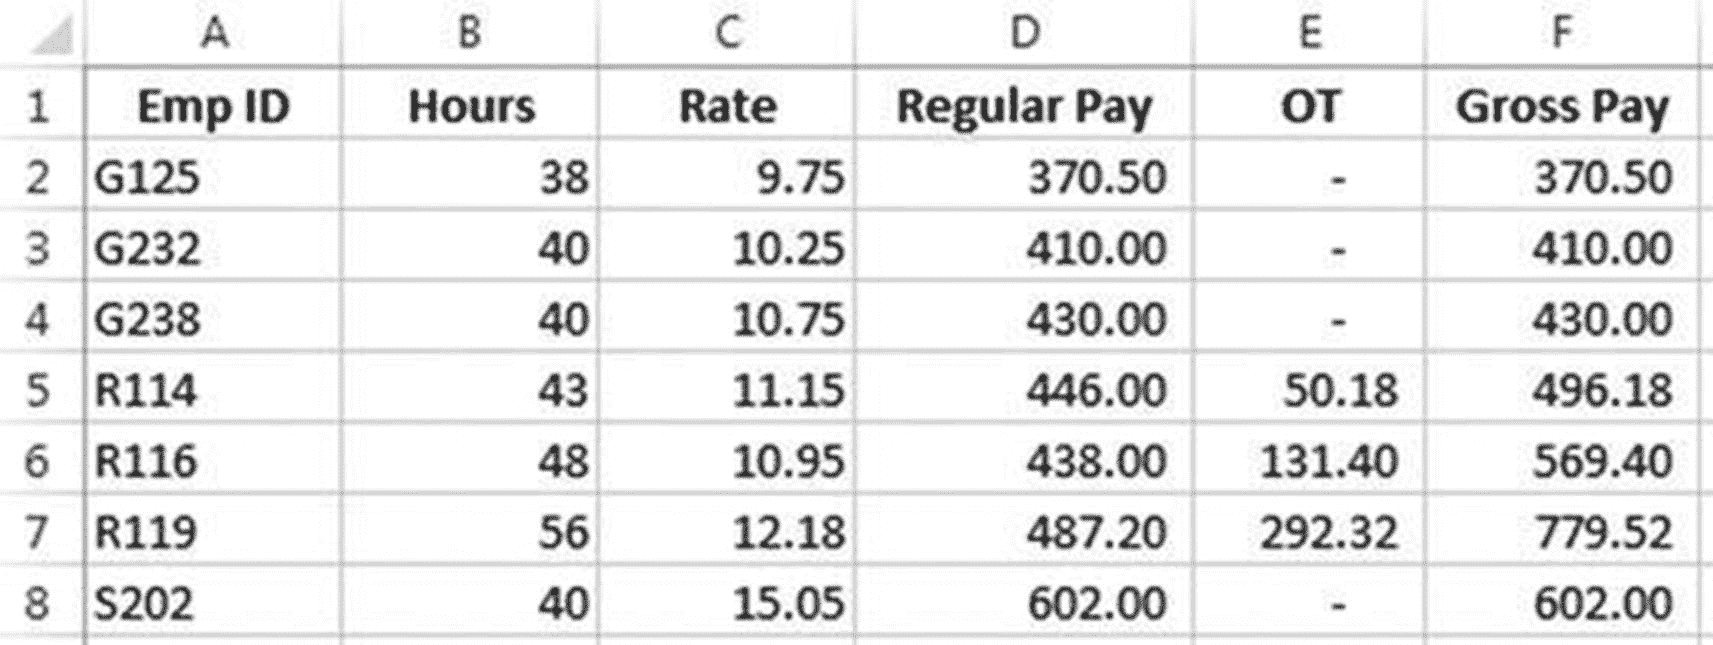 A B C D E F
1 Emp ID Hours Rate Regular Pay OT Gross Pay
2 G125 38 9.75 370.50 - 370.50
3 G232 40 10.25 410.00 - 410.00
4 G238 40 10.75 430.00 - 430.00
5 R114 43 11.15 446.00 50.18 496.18
6 R116 48 10.95 438.00 131.40 569.40
7 R119 56 12.18 487.20 292.32 779.52
8 S202 40 15.05 602.00 - 602.00